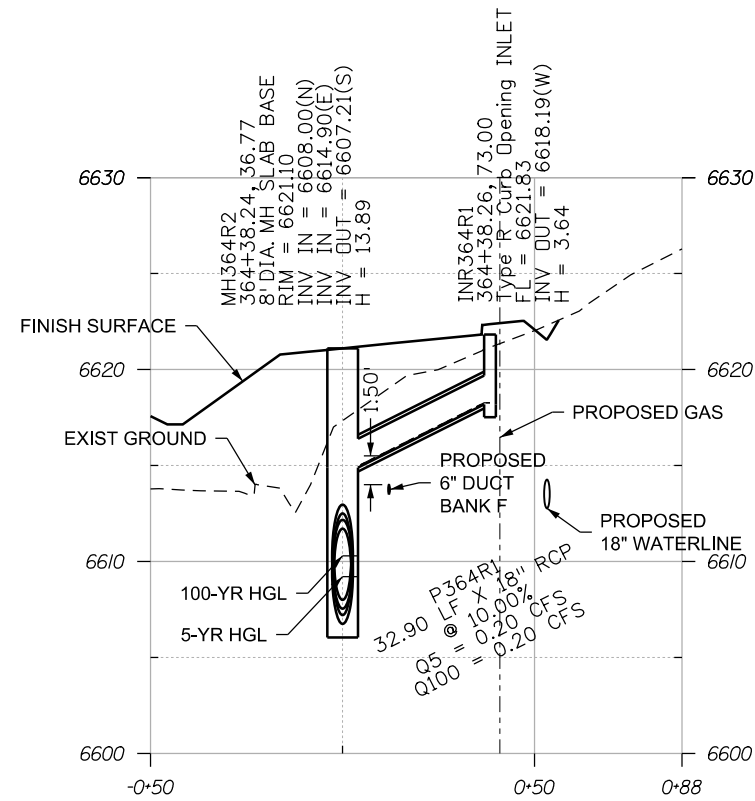 MH364R2
364+38.24, 36.77
8' DIA. MH SLAB BASE
RIM = 6621.10
INV IN = 6608.00(N)
INV IN = 6614.90(E)
INV OUT = 6607.21(S)
H = 13.89
INR364R1
364+38.26, 73.00
Type R Curb Opening INLET
FL = 6621.83
INV OUT = 6618.19(W)
H = 3.64
6630
6630
FINISH SURFACE
6620
6620
1.50'
EXIST GROUND
PROPOSED GAS
PROPOSED
6" DUCT
BANK F
PROPOSED
18" WATERLINE
6610
6610
100-YR HGL
5-YR HGL
P364R1
32.90 LF X 18" RCP
@ 10.00%
Q5 = 0.20 CFS
Q100 = 0.20 CFS
6600
6600
-0+50
0+50
0+88